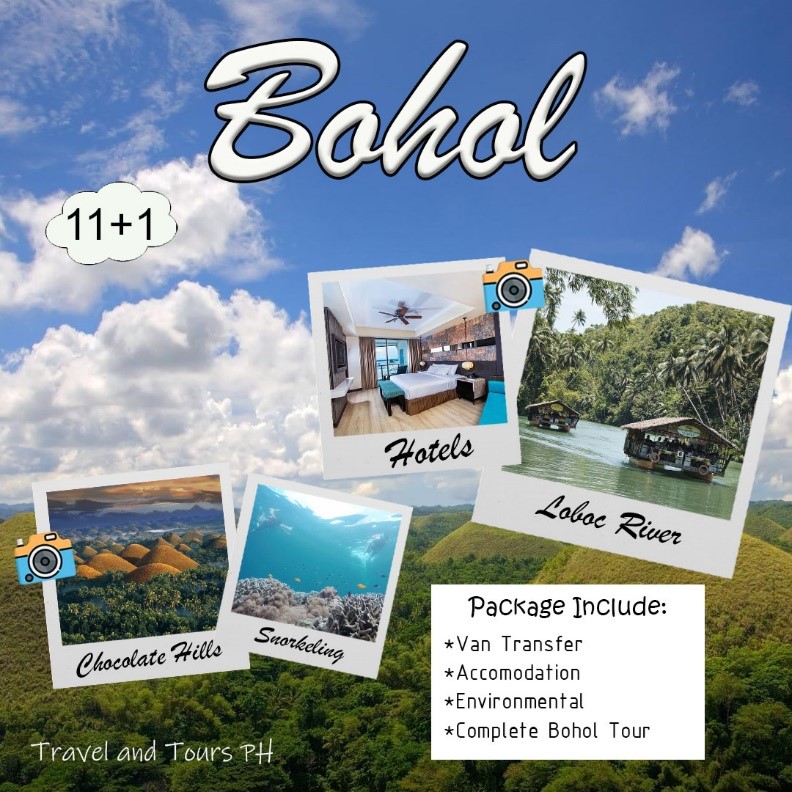 Bohol
11+1
Hotels
Loboc River
Chocolate Hills
Snorkeling
Package Include:
*Van Transfer
*Accomodation
*Environmental
*Complete Bohol Tour
Travel and Tours PH